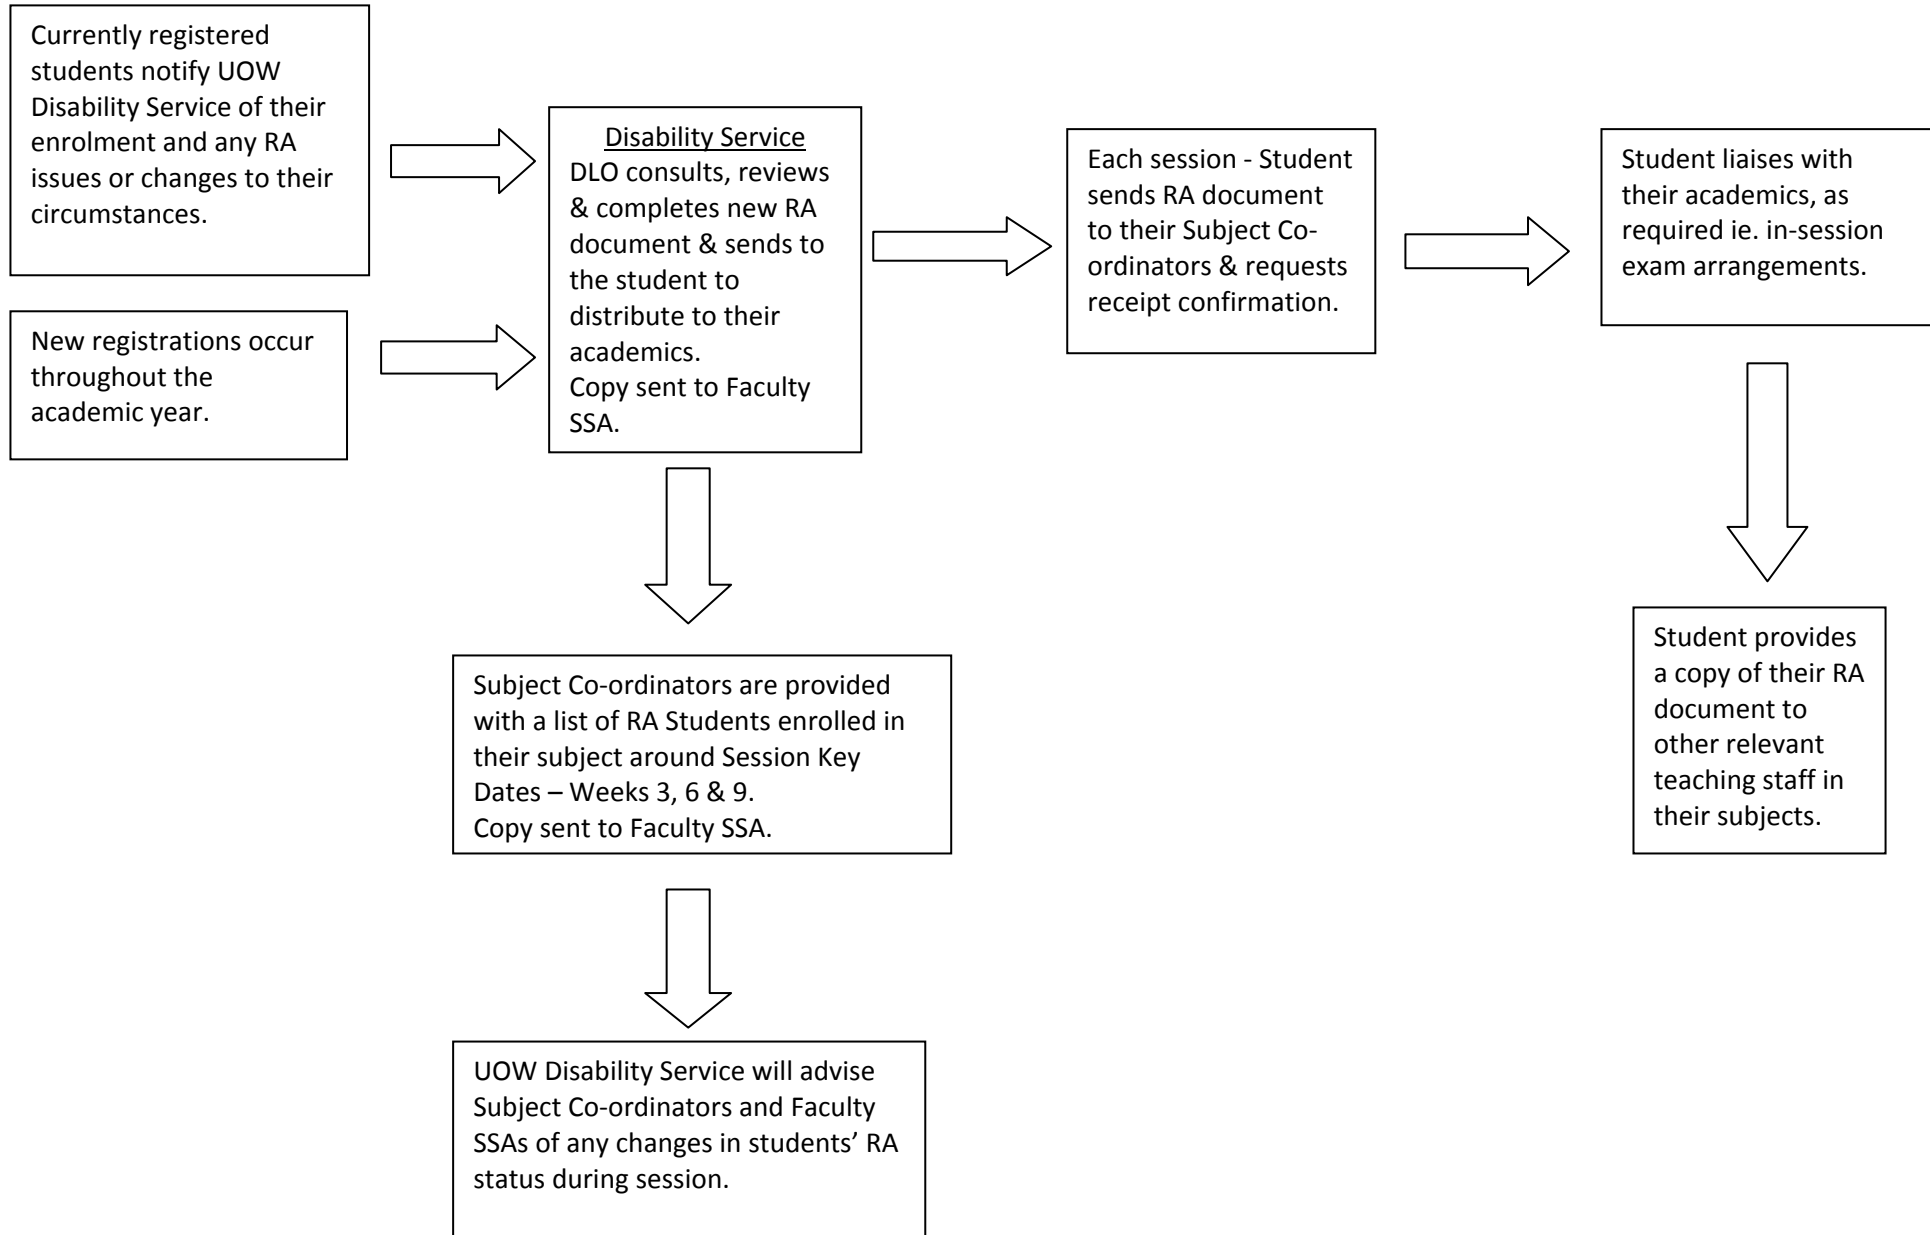 Currently registered
students notify UOW
Disability Service of their
enrolment and any RA
issues or changes to their
circumstances.
New registrations occur
throughout the
academic year.
Disability Service
DLO consults, reviews
& completes new RA
document & sends to
the student to
distribute to their
academics.
Copy sent to Faculty
SSA.
Each session - Student
sends RA document
to their Subject Co-
ordinators & requests
receipt confirmation.
Student liaises with
their academics, as
required ie. in-session
exam arrangements.
Student provides
a copy of their RA
document to
other relevant
teaching staff in
their subjects.
Subject Co-ordinators are provided
with a list of RA Students enrolled in
their subject around Session Key
Dates – Weeks 3, 6 & 9.
Copy sent to Faculty SSA.
UOW Disability Service will advise
Subject Co-ordinators and Faculty
SSAs of any changes in students’ RA
status during session.